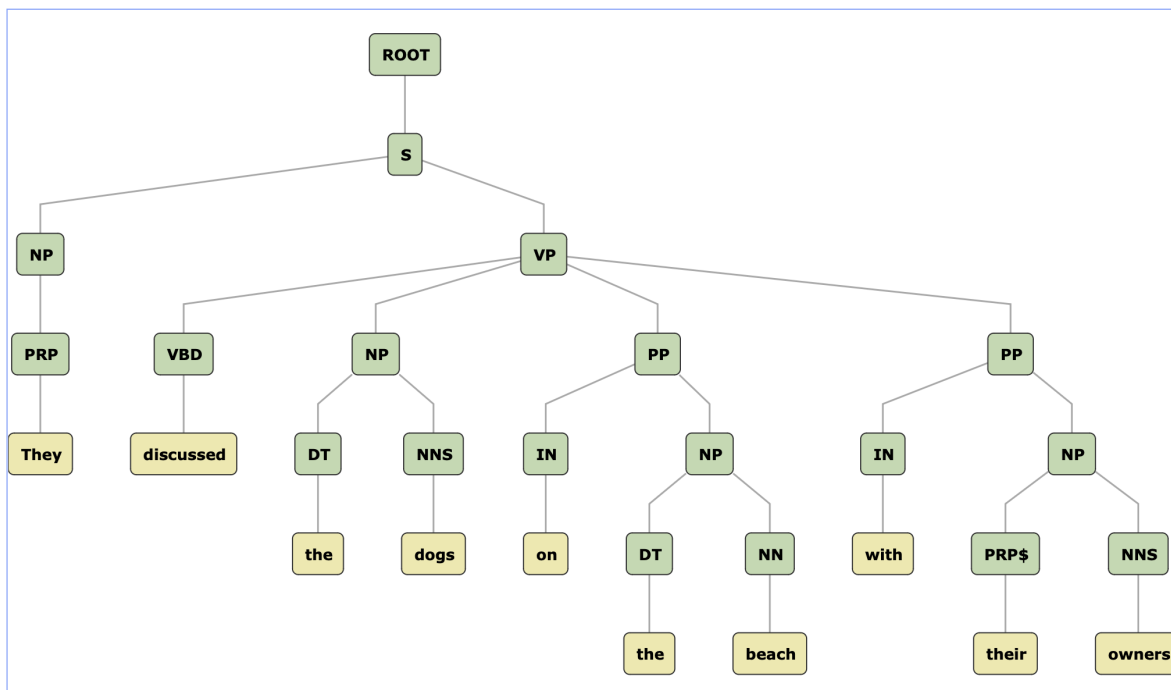 ROOT
S
NP VP
PRP VBD NP PP PP
They discussed DT NNS IN NP IN NP
the dogs on DT NN with PRP$ NNS
the beach their owners